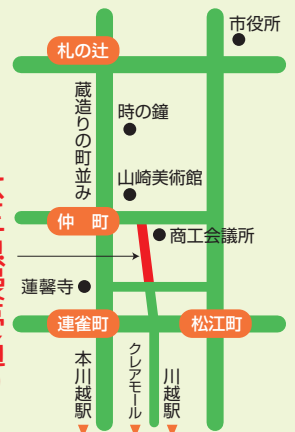 市役所
札の辻
蔵造りの町並み
時の鐘
山崎美術館
仲 町
商工会議所
蓮馨寺
連雀町
松江町
本川越駅
クレアモール
川越駅